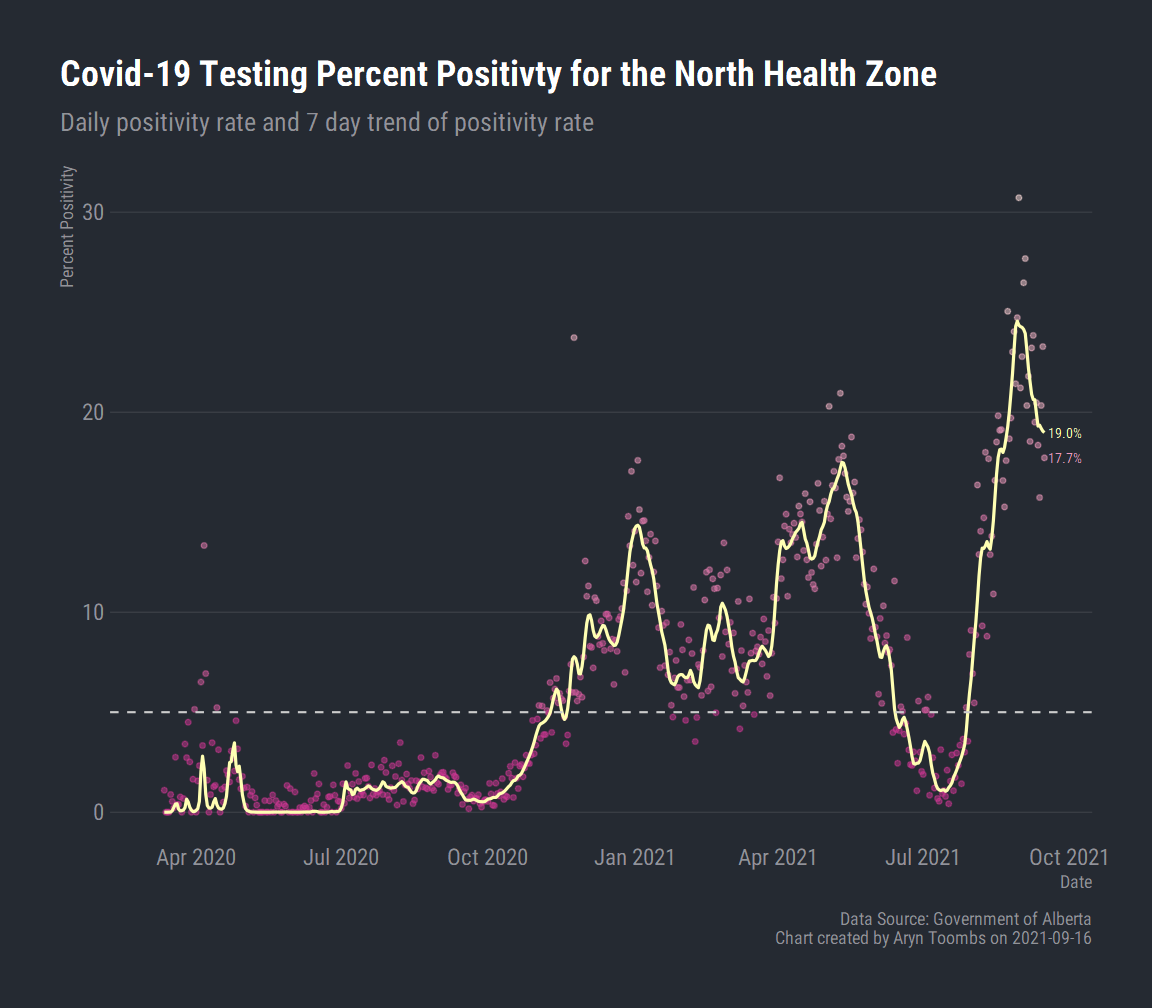 Covid-19 Testing Percent Positivty for the North Health Zone
Daily positivity rate and 7 day trend of positivity rate
Percent Positivity
30
20
19.0%
17.7%
10
0
Apr 2020 Jul 2020 Oct 2020 Jan 2021 Apr 2021 Jul 2021 Oct 2021
Date
Data Source: Government of Alberta
Chart created by Aryn Toombs on 2021-09-16